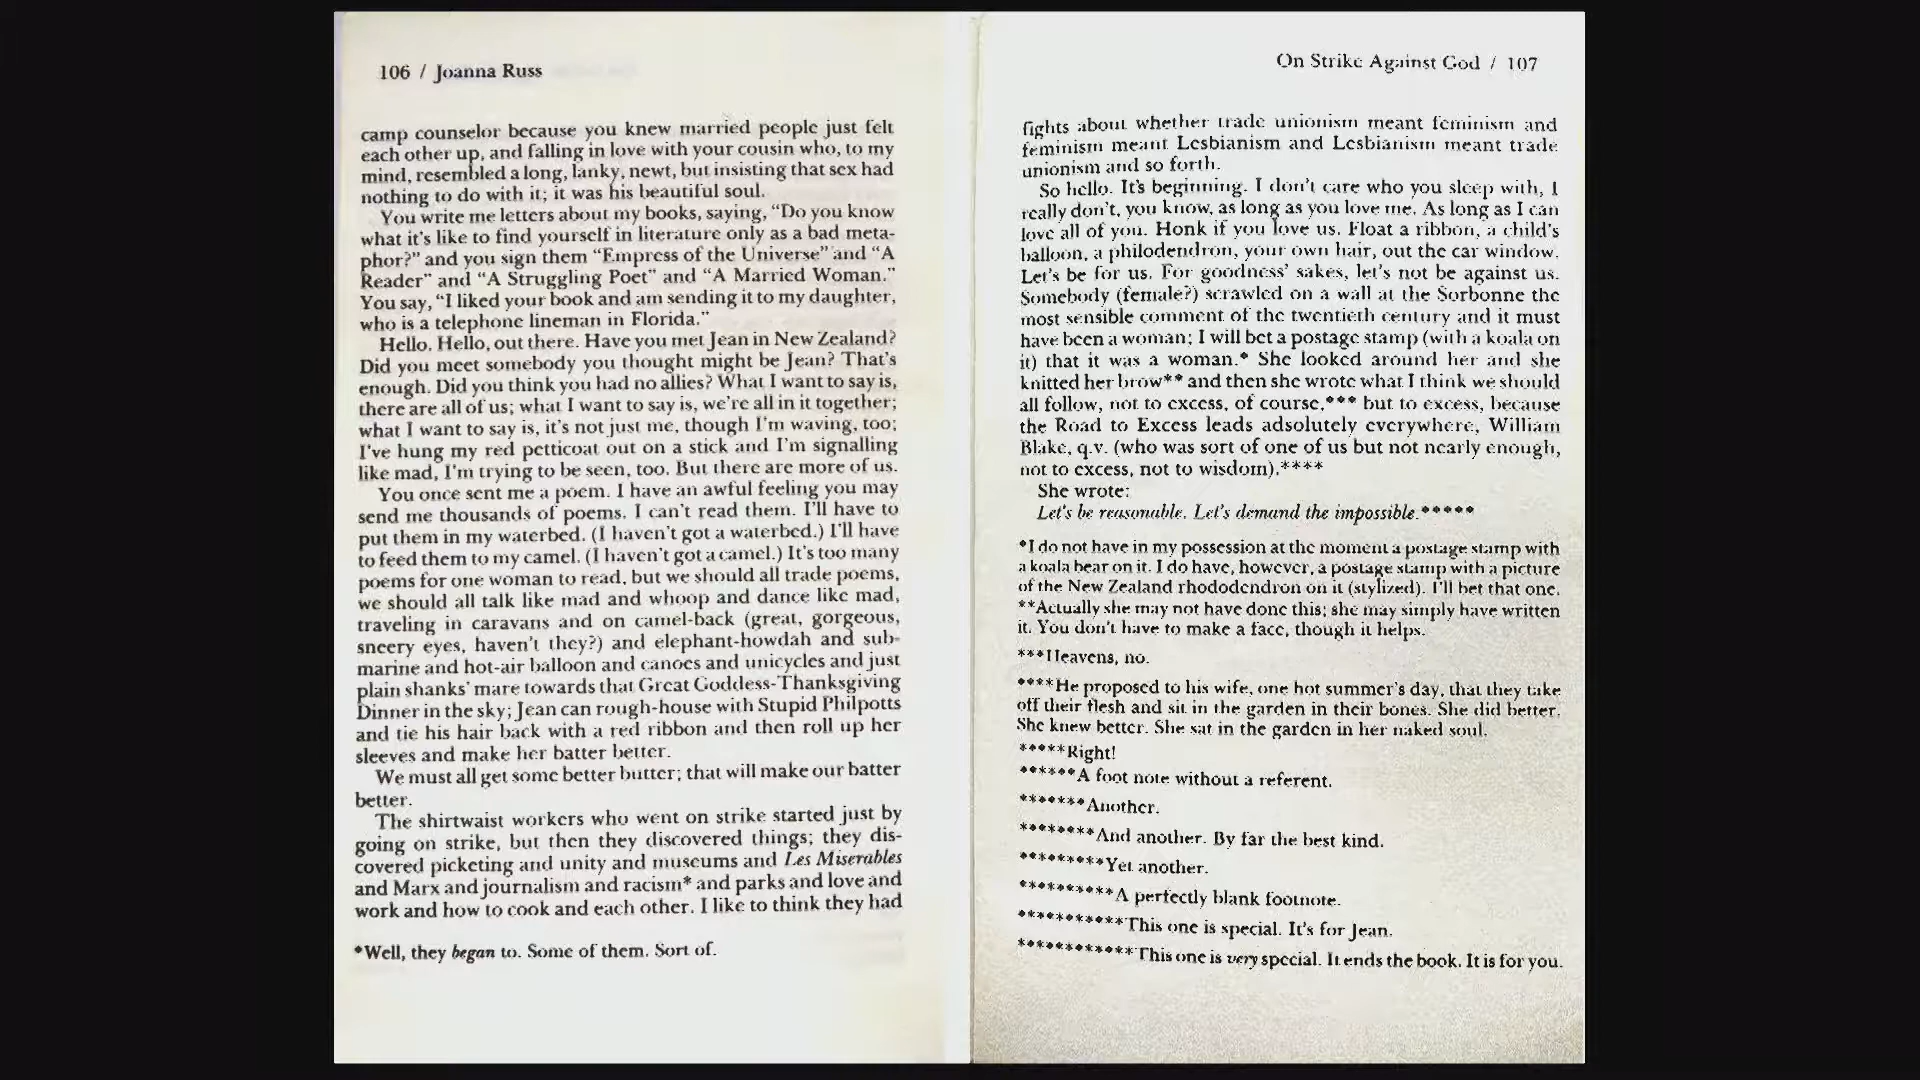 106 / Joanna Russ
camp counselor because you knew married people just felt
each other up, and falling in love with your cousin who, to my
mind, resembled a long, lanky, newt, but insisting that sex had
nothing to do with it; it was his beautiful soul.
You write me letters about my books, saying, “Do you know
what it's like to find yourself in literature only as a bad meta-
phor?” and you sign them “Empress of the Universe” and “A
Reader” and “A Struggling Poet” and “A Married Woman.”
You say, “I liked your book and am sending it to my daughter,
who is a telephone lineman in Florida.”
Hello. Hello, out there. Have you met Jean in New Zealand?
Did you meet somebody you thought might be Jean? That's
enough. Did you think you had no allies? What I want to say is,
there are all of us; what I want to say is, we're all in it together;
what I want to say is, it's not just me, though I'm waving, too;
I've hung my red petticoat out on a stick and I'm signalling
like mad, I'm trying to be seen, too. But there are more of us.
You once sent me a poem. I have an awful feeling you may
send me thousands of poems. I can't read them. I'll have to
put them in my waterbed. (I haven't got a waterbed.) I'll have
to feed them to my camel. (I haven't got a camel.) It's too many
poems for one woman to read, but we should all trade poems,
we should all talk like mad and whoop and dance like mad,
traveling in caravans and on camel-back (great, gorgeous,
sneery eyes, haven't they?) and elephant-howdah and sub-
marine and hot-air balloon and canoes and unicycles and just
plain shanks' mare towards that Great Goddess-Thanksgiving
Dinner in the sky; Jean can rough-house with Stupid Philpotts
and tie his hair back with a red ribbon and then roll up her
sleeves and make her batter better.
We must all get some better butter; that will make our batter
better.
The shirtwaist workers who went on strike started just by
going on strike, but then they discovered things; they dis-
covered picketing and unity and museums and Les Miserables
and Marx and journalism and racism* and parks and love and
work and how to cook and each other. I like to think they had
*Well, they began to. Some of them. Sort of.
On Strike Against God / 107
fights about whether trade unionism meant feminism and
feminism meant Lesbianism and Lesbianism meant trade
unionism and so forth.
So hello. It's beginning. I don't care who you sleep with, I
really don't, you know, as long as you love me. As long as I can
love all of you. Honk if you love us. Float a ribbon, a child's
balloon, a philodendron, your own hair, out the car window.
Let's be for us. For goodness' sakes, let's not be against us.
Somebody (female?) scrawled on a wall at the Sorbonne the
most sensible comment of the twentieth century and it must
have been a woman; I will bet a postage stamp (with a koala on
it) that it was a woman.* She looked around her and she
knitted her brow** and then she wrote what I think we should
all follow, not to excess, of course,*** but to excess, because
the Road to Excess leads adsolutely everywhere, William
Blake, q.v. (who was sort of one of us but not nearly enough,
not to excess, not to wisdom).****
She wrote:
Let's be reasonable. Let's demand the impossible.*****
*I do not have in my possession at the moment a postage stamp with
a koala bear on it. I do have, however, a postage stamp with a picture
of the New Zealand rhododendron on it (stylized). I'll bet that one.
**Actually she may not have done this; she may simply have written
it. You don't have to make a face, though it helps.
***Heavens, no.
****He proposed to his wife, one hot summer's day, that they take
off their flesh and sit in the garden in their bones. She did better.
She knew better. She sat in the garden in her naked soul.
*****Right!
******A foot note without a referent.
*******Another.
********And another. By far the best kind.
*********Yet another.
**********A perfectly blank footnote.
***********This one is special. It's for Jean.
************This one is very special. It ends the book. It is for you.